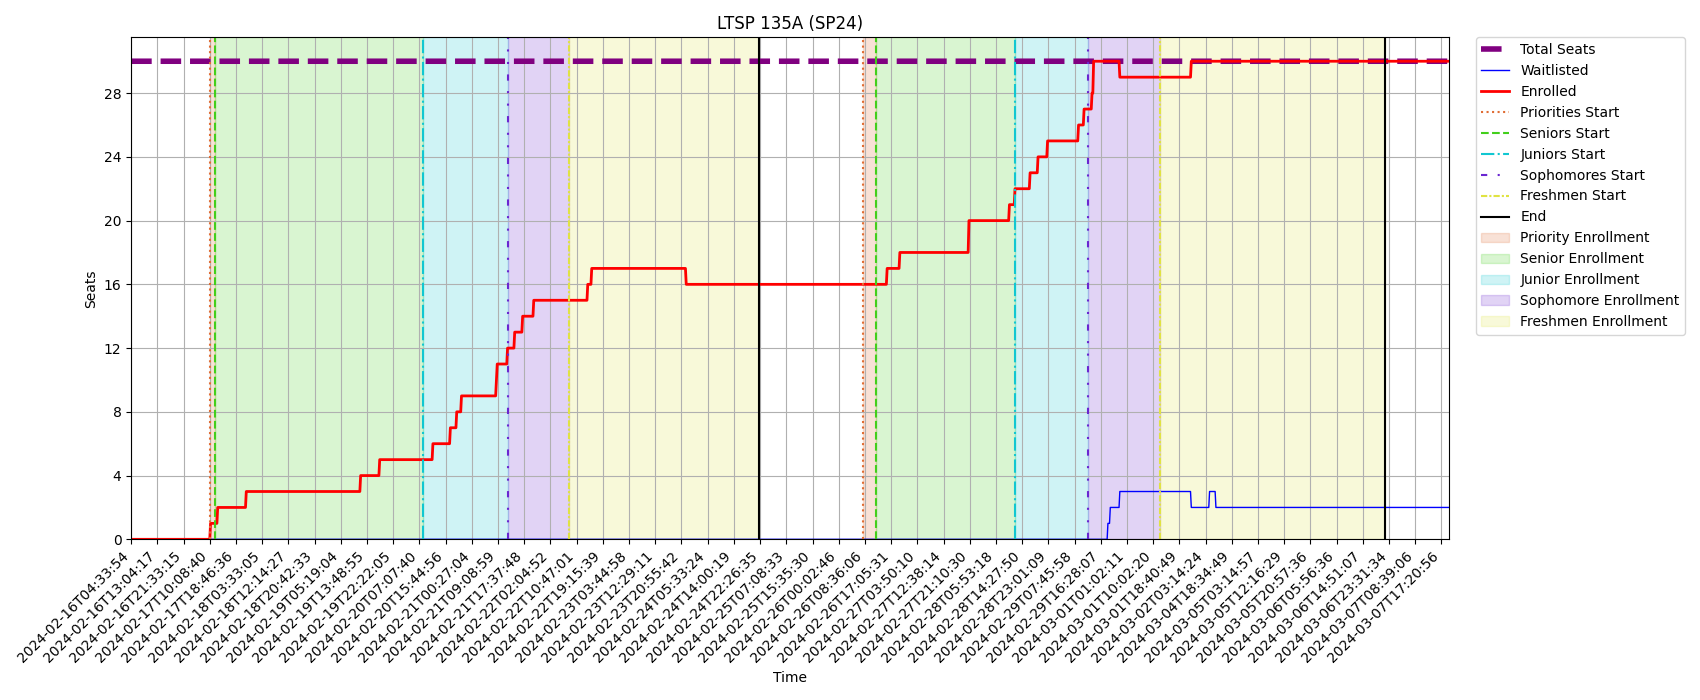 LTSP 135A (SP24)
Seats
28
24
20
16
12
8
4
0
2024-02-16T04:33:54
2024-02-16T13:04:17
2024-02-16T21:33:15
2024-02-17T10:08:40
2024-02-17T18:46:36
2024-02-18T03:33:05
2024-02-18T12:14:27
2024-02-18T20:42:33
2024-02-19T05:19:04
2024-02-19T13:48:55
2024-02-19T22:22:05
2024-02-20T07:07:40
2024-02-20T15:44:56
2024-02-21T00:27:04
2024-02-21T09:08:59
2024-02-21T17:37:48
2024-02-22T02:04:52
2024-02-22T10:47:01
2024-02-22T19:15:39
2024-02-23T03:44:58
2024-02-23T12:29:11
2024-02-23T20:55:42
2024-02-24T05:33:24
2024-02-24T14:00:19
2024-02-24T22:26:35
2024-02-25T07:08:33
2024-02-25T15:35:30
2024-02-26T00:02:46
2024-02-26T08:36:06
2024-02-26T17:05:31
2024-02-27T03:50:10
2024-02-27T12:38:14
2024-02-27T21:10:30
2024-02-28T05:53:18
2024-02-28T14:27:50
2024-02-28T23:01:09
2024-02-29T07:45:58
2024-02-29T16:28:07
2024-03-01T01:02:11
2024-03-01T10:02:20
2024-03-01T18:40:49
2024-03-02T03:14:24
2024-03-04T18:34:49
2024-03-05T03:14:57
2024-03-05T12:16:29
2024-03-05T20:57:36
2024-03-06T05:56:36
2024-03-06T14:51:07
2024-03-06T23:31:34
2024-03-07T08:39:06
2024-03-07T17:20:56
Time
Total Seats
Waitlisted
Enrolled
Priorities Start
Seniors Start
Juniors Start
Sophomores Start
Freshmen Start
End
Priority Enrollment
Senior Enrollment
Junior Enrollment
Sophomore Enrollment
Freshmen Enrollment